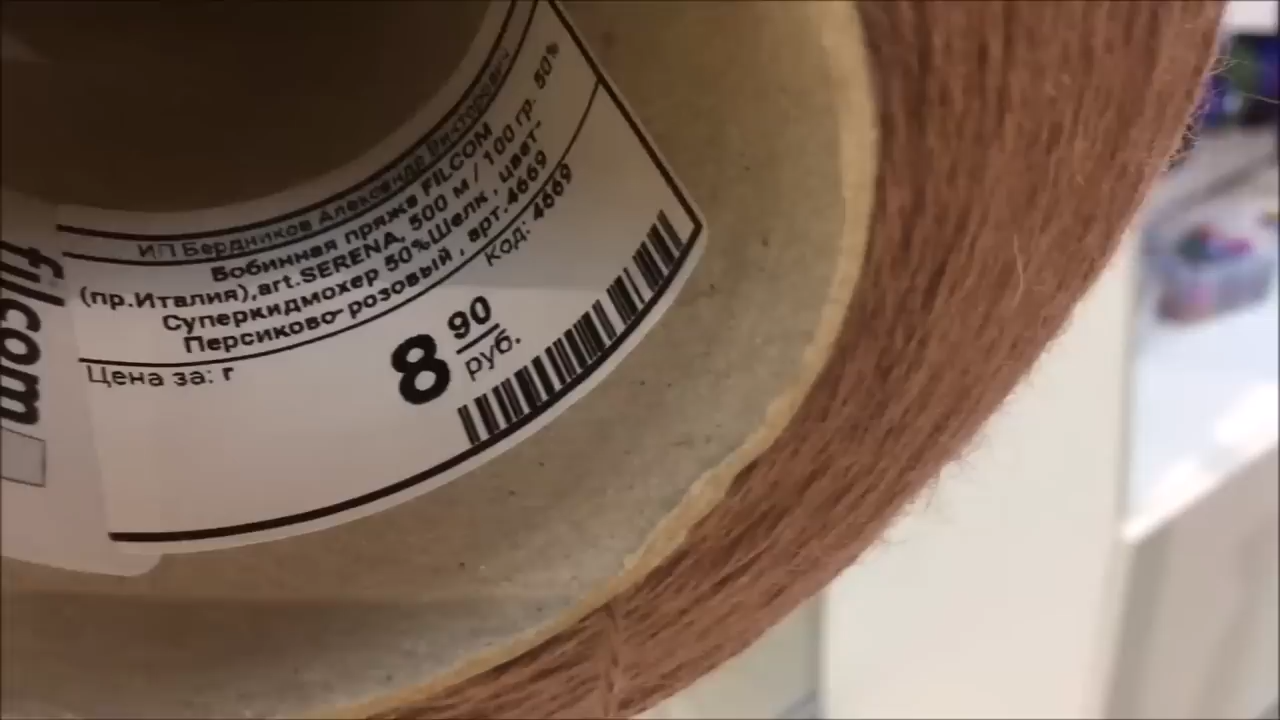 ИП Бердников Александр Викторович
Бобинная пряжа FILCOM
(пр.Италия),art.SERENA, 500 м / 100 гр. 50%
Суперкидмохер 50%Шелк , цвет-
Персиково-розовый , арт.4669
Код: 4669
Цена за: г
8 90
руб.
filcom